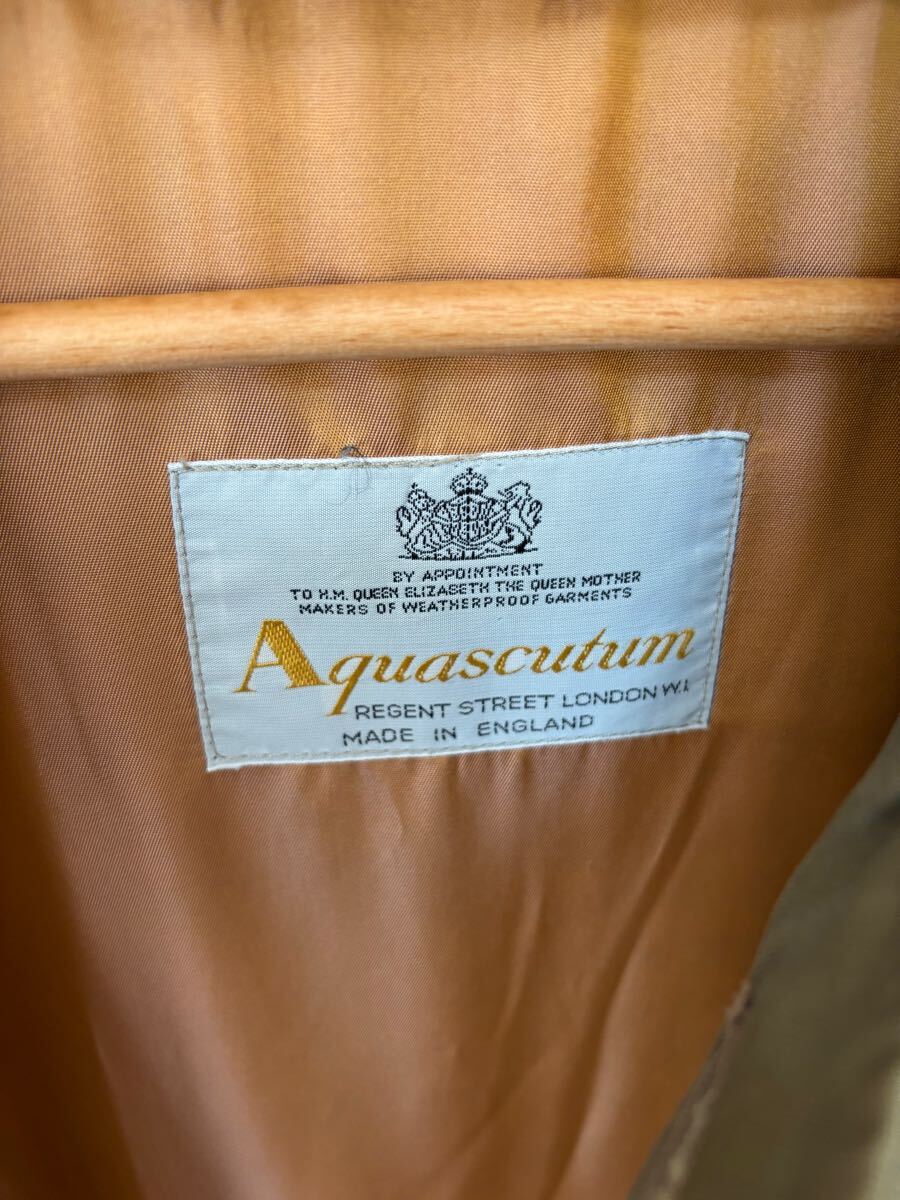 BY APPOINTMENT
TO H.M. QUEEN ELIZABETH THE QUEEN MOTHER
MAKERS OF WEATHERPROOF GARMENTS
Aquascutum
REGENT STREET LONDON W.1.
MADE IN ENGLAND